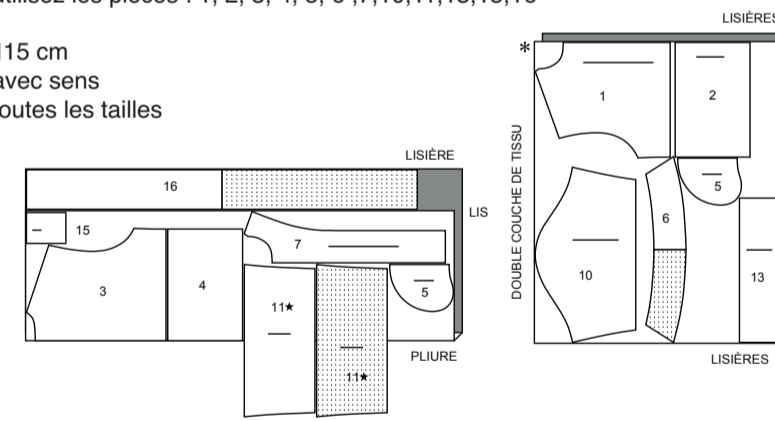 utilisez les pièces : 1, 2, 3, 4, 5, 6 ,7,10,11,13,15,16
115 cm
avec sens
toutes les tailles
LISIÈRE
16
15
7
3
4
5
11★
11★
LIS
PLIURE
LISIÈRES
*
DOUBLE COUCHE DE TISSU
1
2
5
6
10
13
LISIÈRES